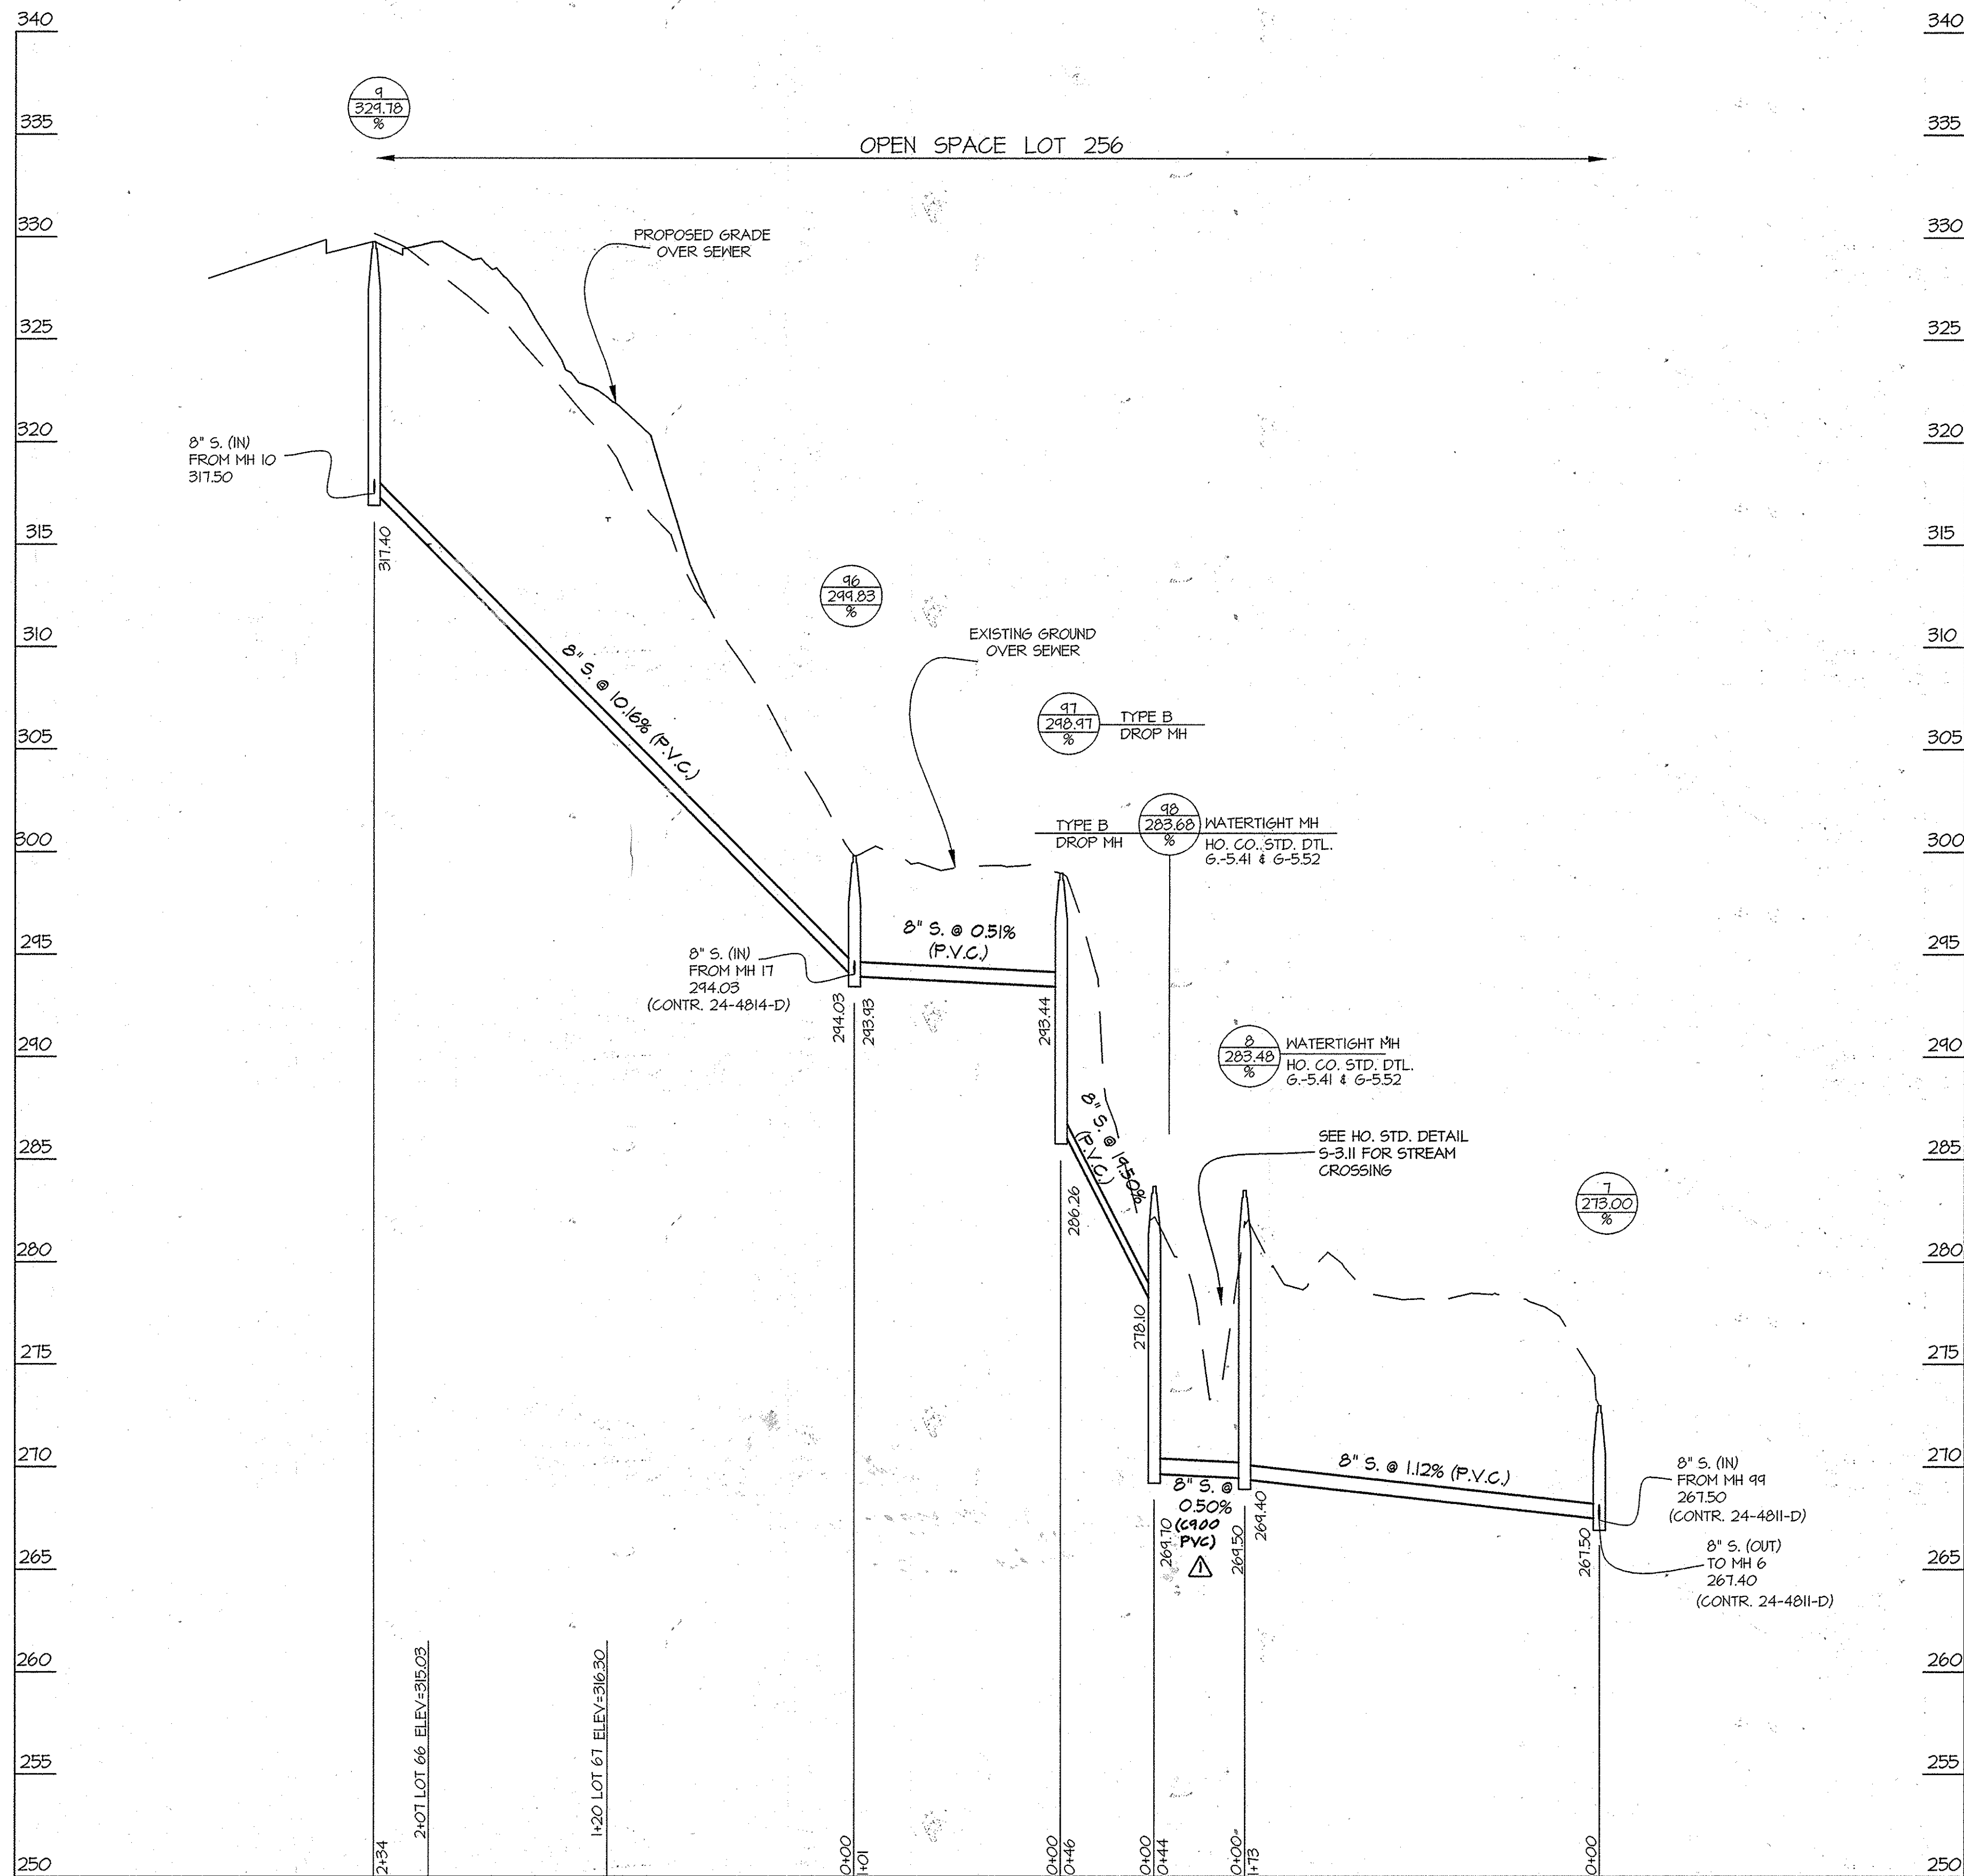 340
335
330
325
320
315
310
305
300
295
290
285
280
275
270
265
260
255
250
340
335
330
325
320
315
310
305
300
295
290
285
280
275
270
265
260
255
250
9
329.78
%
OPEN SPACE LOT 256
PROPOSED GRADE
OVER SEWER
8" S. (IN)
FROM MH 10
317.50
317.40
8" S. @ 10.16% (P.V.C.)
96
299.83
%
EXISTING GROUND
OVER SEWER
97
298.97
%
TYPE B
DROP MH
TYPE B
DROP MH
98
283.68
%
WATERTIGHT MH
HO. CO. STD. DTL.
G.-5.41 & G-5.52
8" S. @ 0.51%
(P.V.C.)
8" S. (IN)
FROM MH 17
294.03
(CONTR. 24-4814-D)
294.03
293.93
293.44
8
283.48
%
WATERTIGHT MH
HO. CO. STD. DTL.
G.-5.41 & G-5.52
8" S. @ 19.50%
(P.V.C.)
SEE HO. STD. DETAIL
S-3.11 FOR STREAM
CROSSING
286.26
278.10
7
273.00
%
8" S. @
0.50%
(C900
PVC)
1
269.70
269.50
269.40
8" S. @ 1.12% (P.V.C.)
267.50
8" S. (IN)
FROM MH 99
267.50
(CONTR. 24-4811-D)
8" S. (OUT)
TO MH 6
267.40
(CONTR. 24-4811-D)
2+34
2+07 LOT 66 ELEV=315.03
1+20 LOT 67 ELEV=316.30
0+00
1+01
0+00
0+46
0+00
0+44
0+00
1+73
0+00